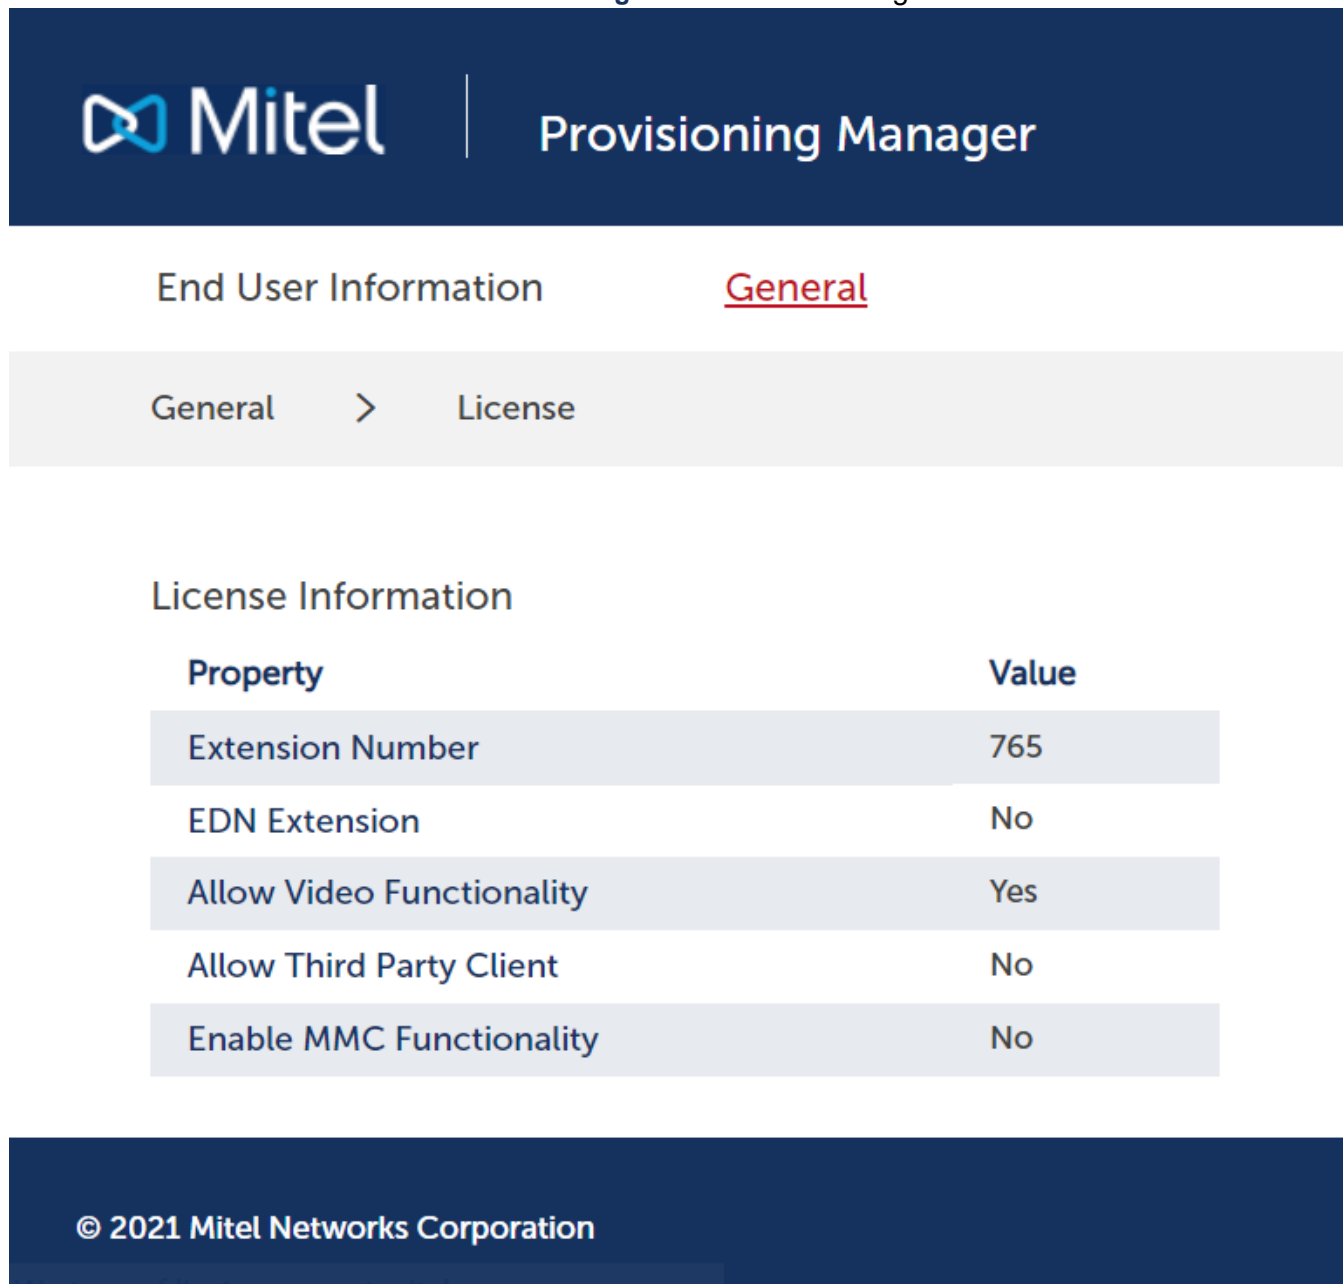 Mitel Provisioning Manager
End User Information General
General > License
License Information
Property Value
Extension Number 765
EDN Extension No
Allow Video Functionality Yes
Allow Third Party Client No
Enable MMC Functionality No
© 2021 Mitel Networks Corporation